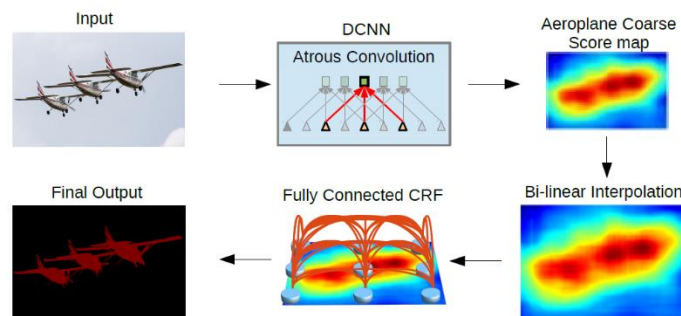 Input
DCNN
Atrous Convolution
Aeroplane Coarse
Score map
Bi-linear Interpolation
Fully Connected CRF
Final Output